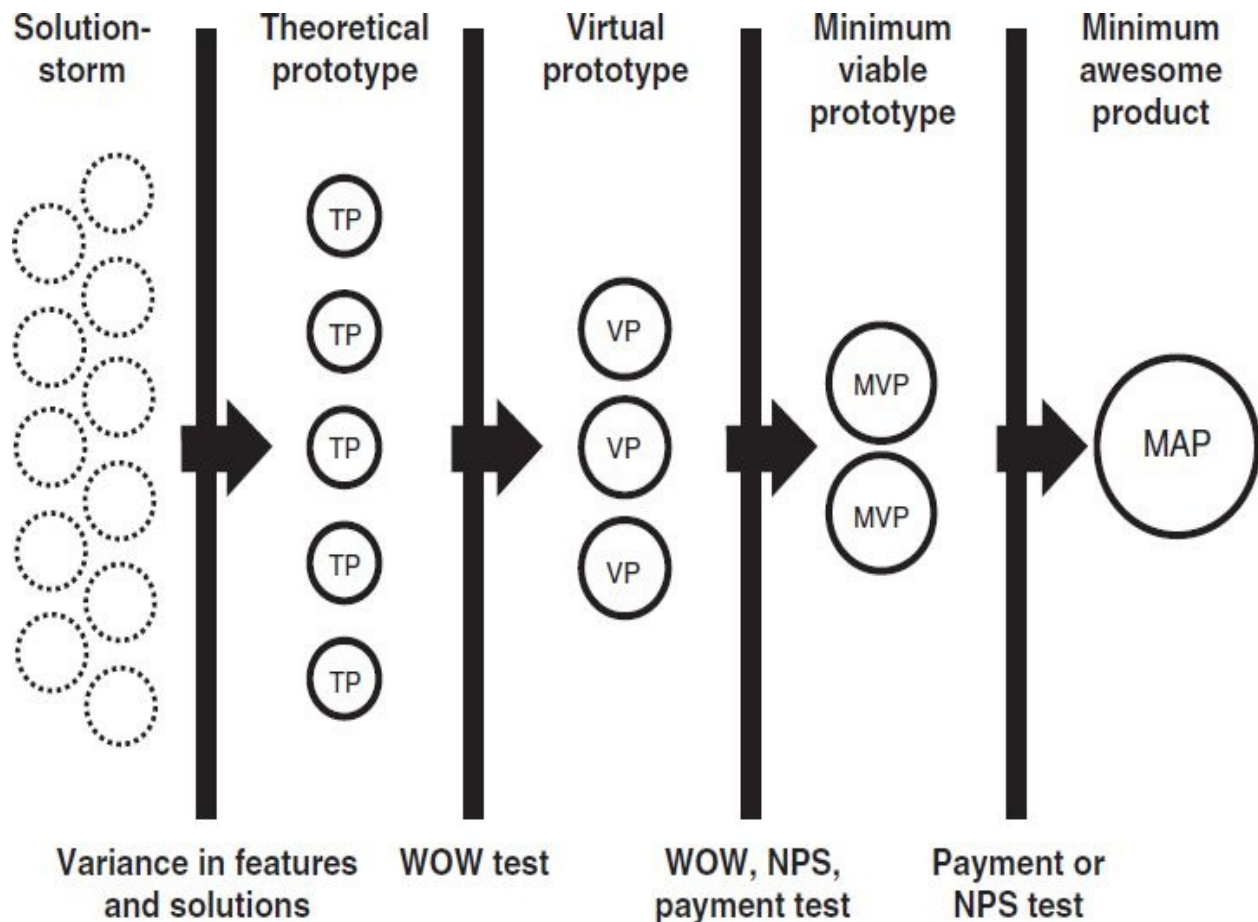 Solution-
storm
Theoretical
prototype
Virtual
prototype
Minimum
viable
prototype
Minimum
awesome
product
TP
TP
TP
TP
TP
VP
VP
VP
MVP
MVP
MAP
Variance in features
and solutions
WOW test
WOW, NPS,
payment test
Payment or
NPS test